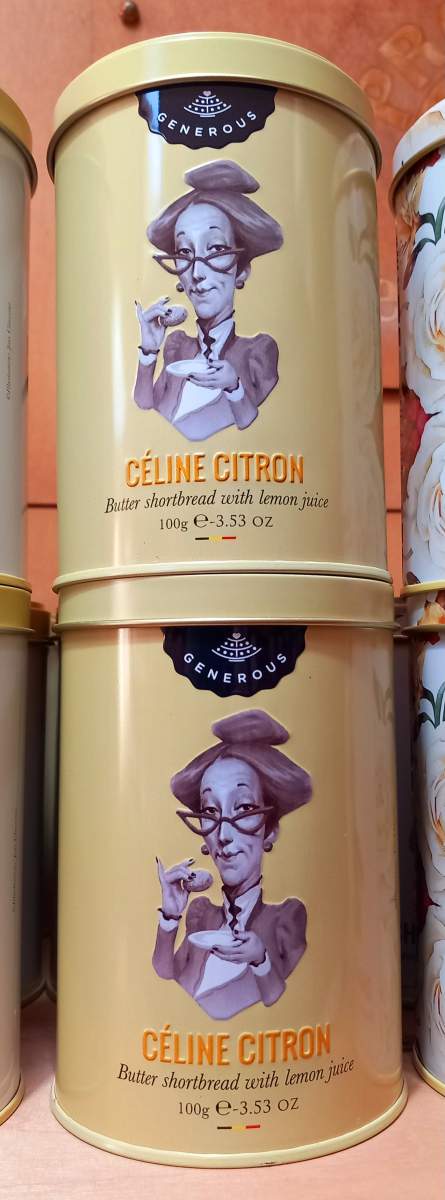 GENEROUS
CÉLINE CITRON
Butter shortbread with lemon juice
100g ℮-3.53 OZ
GENEROUS
CÉLINE CITRON
Butter shortbread with lemon juice
100g ℮-3.53 OZ